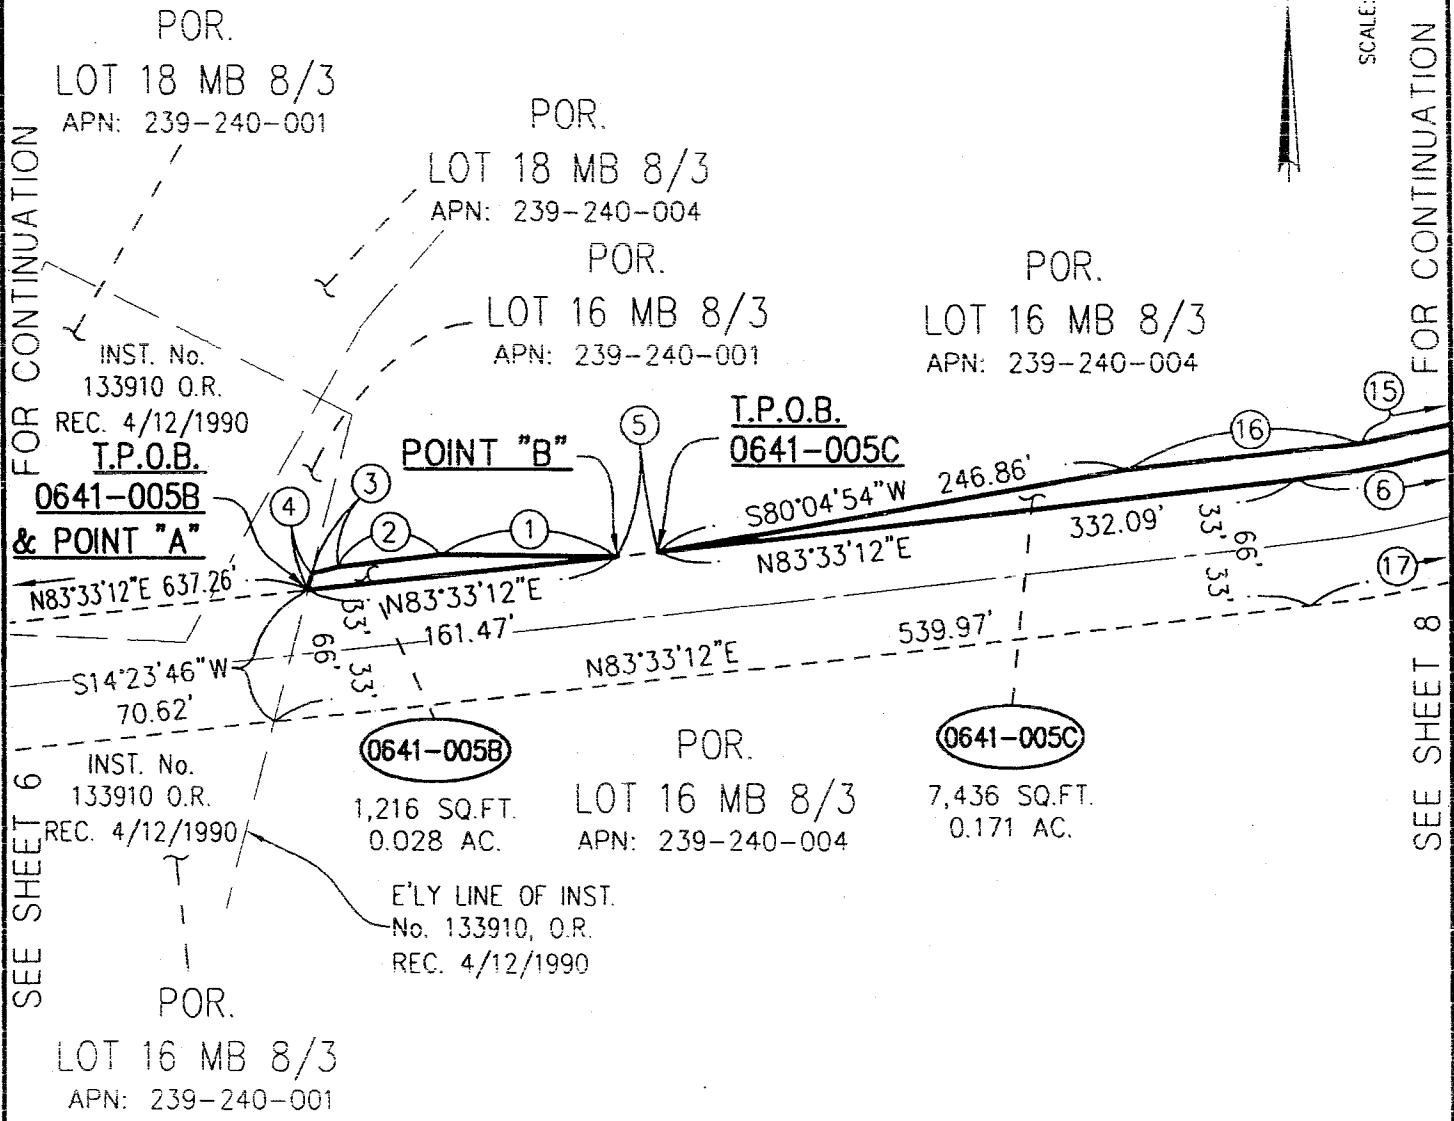 POR.
LOT 18 MB 8/3
APN: 239-240-001
POR.
LOT 18 MB 8/3
APN: 239-240-004
SCALE:
FOR CONTINUATION
SEE SHEET 6
FOR CONTINUATION
SEE SHEET 8
POR.
LOT 16 MB 8/3
APN: 239-240-001
POR.
LOT 16 MB 8/3
APN: 239-240-004
INST. No.
133910 O.R.
REC. 4/12/1990
T.P.O.B.
0641-005B
& POINT "A"
POINT "B"
T.P.O.B.
0641-005C
4
3
2
1
5
16
15
6
17
S80°04'54"W 246.86'
N83°33'12"E 332.09'
N83°33'12"E 637.26'
N83°33'12"E
161.47'
33'
66'
33'
33'
66'
33'
N83°33'12"E 539.97'
S14°23'46"W
70.62'
0641-005B
1,216 SQ.FT.
0.028 AC.
POR.
LOT 16 MB 8/3
APN: 239-240-004
0641-005C
7,436 SQ.FT.
0.171 AC.
INST. No.
133910 O.R.
REC. 4/12/1990
E'LY LINE OF INST.
No. 133910, O.R.
REC. 4/12/1990
POR.
LOT 16 MB 8/3
APN: 239-240-001